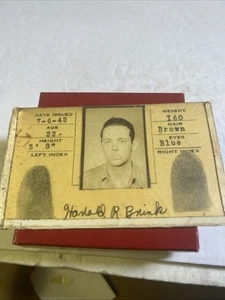 DATE ISSUED
7-6-42
AGE
22
HEIGHT
5' 8"
LEFT INDEX
WEIGHT
160
HAIR
Brown
EYES
Blue
RIGHT INDEX
Harold R. Brink